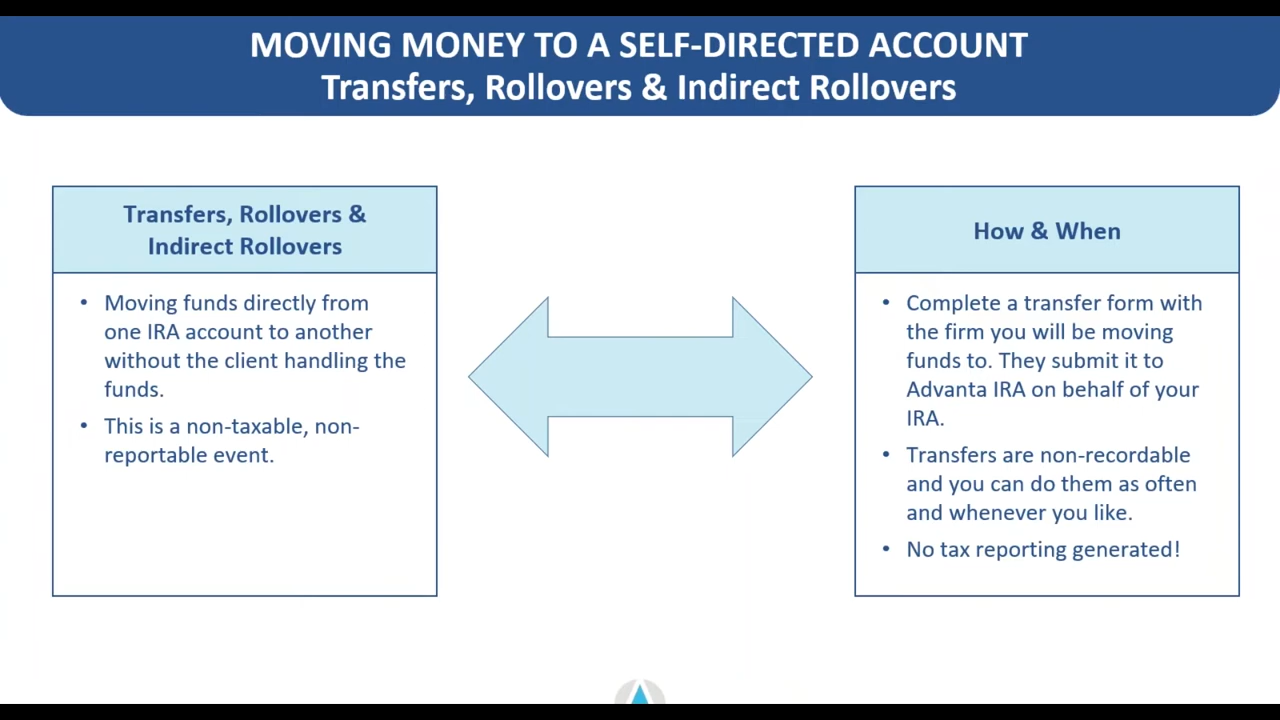 MOVING MONEY TO A SELF-DIRECTED ACCOUNT
Transfers, Rollovers & Indirect Rollovers
Transfers, Rollovers &
Indirect Rollovers
• Moving funds directly from
one IRA account to another
without the client handling the
funds.
• This is a non-taxable, non-
reportable event.
How & When
• Complete a transfer form with
the firm you will be moving
funds to. They submit it to
Advanta IRA on behalf of your
IRA.
• Transfers are non-recordable
and you can do them as often
and whenever you like.
• No tax reporting generated!